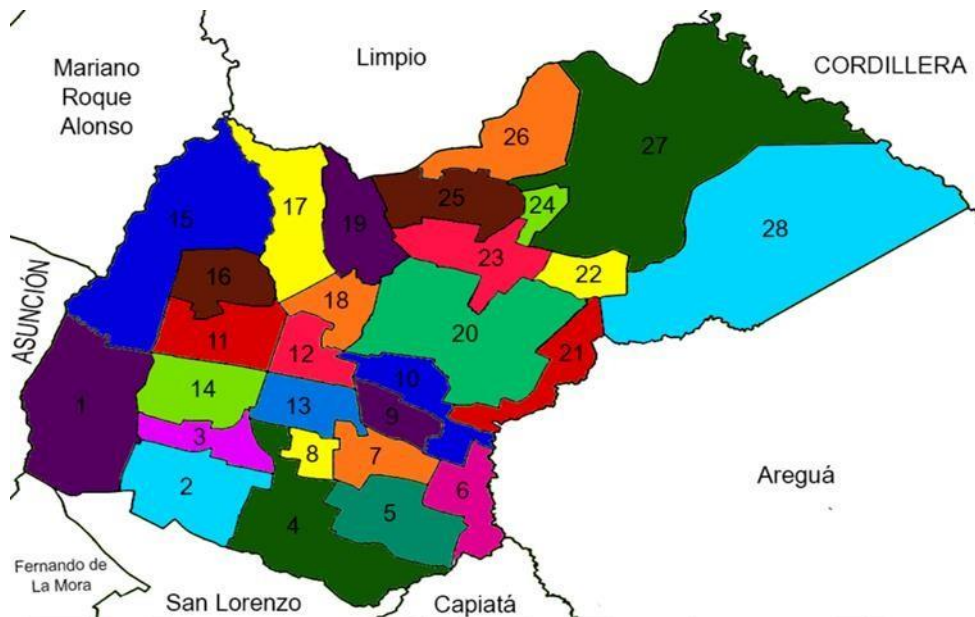 Limpio
CORDILLERA
Mariano
Roque
Alonso
26
27
25
17
24
15
19
28
23
22
16
ASUNCIÓN
18
20
11
12
21
10
14
1
9
13
3
8
7
2
6
Areguá
5
4
Fernando de
La Mora
San Lorenzo
Capiatá